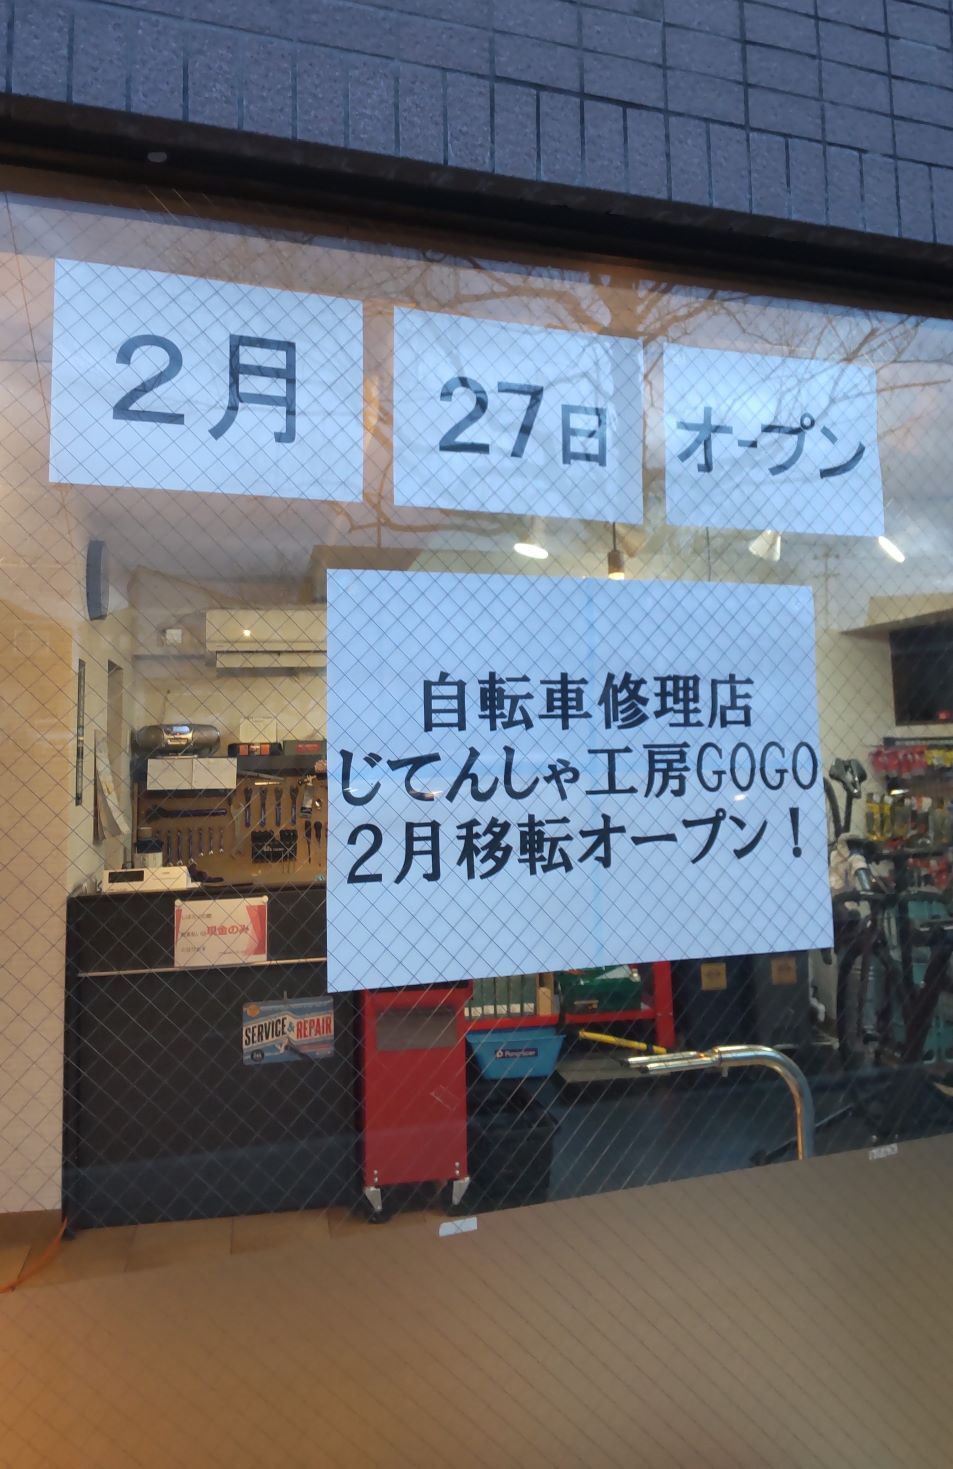 2月
27日
オープン
自転車修理店
じてんしゃ工房GOGO
2月移転オープン！
現金のみ
SERVICE & REPAIR
Panaracer